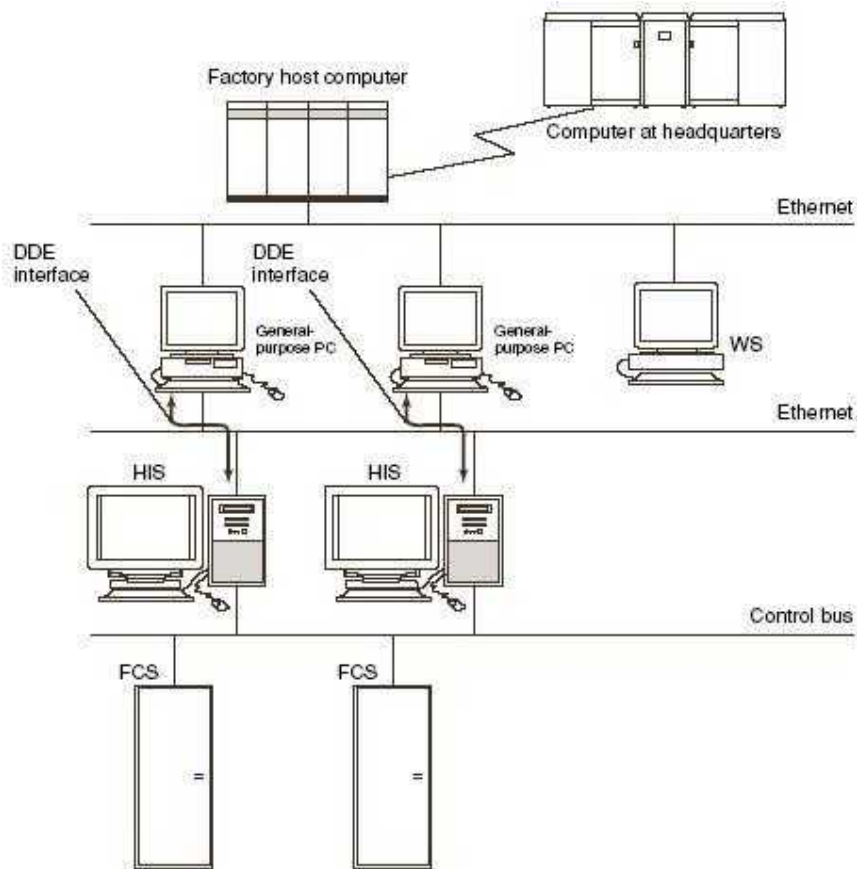 Factory host computer
Computer at headquarters
Ethernet
DDE
interface
DDE
interface
General-
purpose PC
General-
purpose PC
WS
Ethernet
HIS
HIS
Control bus
FCS
FCS